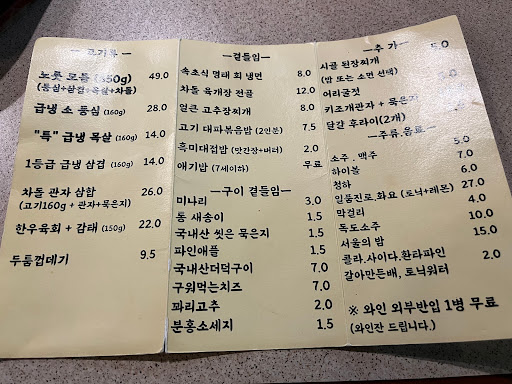 — 고기류 —
노릇 모듬 (350g) 49.0
(등심+삼겹+목살+차돌)
급냉 소 등심 (160g) 28.0
"특" 급냉 목살 (160g) 14.0
1등급 급냉 삼겹 (160g) 14.0
차돌 관자 삼합 26.0
(고기160g + 관자+묵은지)
한우육회 + 감태 (150g) 22.0
두툼껍데기 9.5
—곁들임—
속초식 명태 회 냉면 8.0
차돌 육개장 전골 12.0
얼큰 고추장찌개 8.0
고기 대파볶음밥 (2인분) 7.5
흑미대접밥 (맛간장+버터) 2.0
애기밥 (7세이하) 무료
—구이 곁들임—
미나리 3.0
통 새송이 1.5
국내산 씻은 묵은지 1.5
파인애플 1.5
국내산더덕구이 7.0
구워먹는치즈 7.0
꽈리고추 2.0
분홍소세지 1.5
— 추 가 —
시골 된장찌개
(밥 또는 소면 선택)
어리굴젓
키조개관자 + 묵은지
달걀 후라이(2개)
—주류,음료—
소주 , 맥주 5.0
하이볼 7.0
청하 6.0
일품진로,화요 (토닉+레몬) 27.0
막걸리 4.0
독도소주 10.0
서울의 밤 15.0
콜라,사이다,환타파인
갈아만든배, 토닉워터 2.0
※ 와인 외부반입 1병 무료
(와인잔 드립니다.)